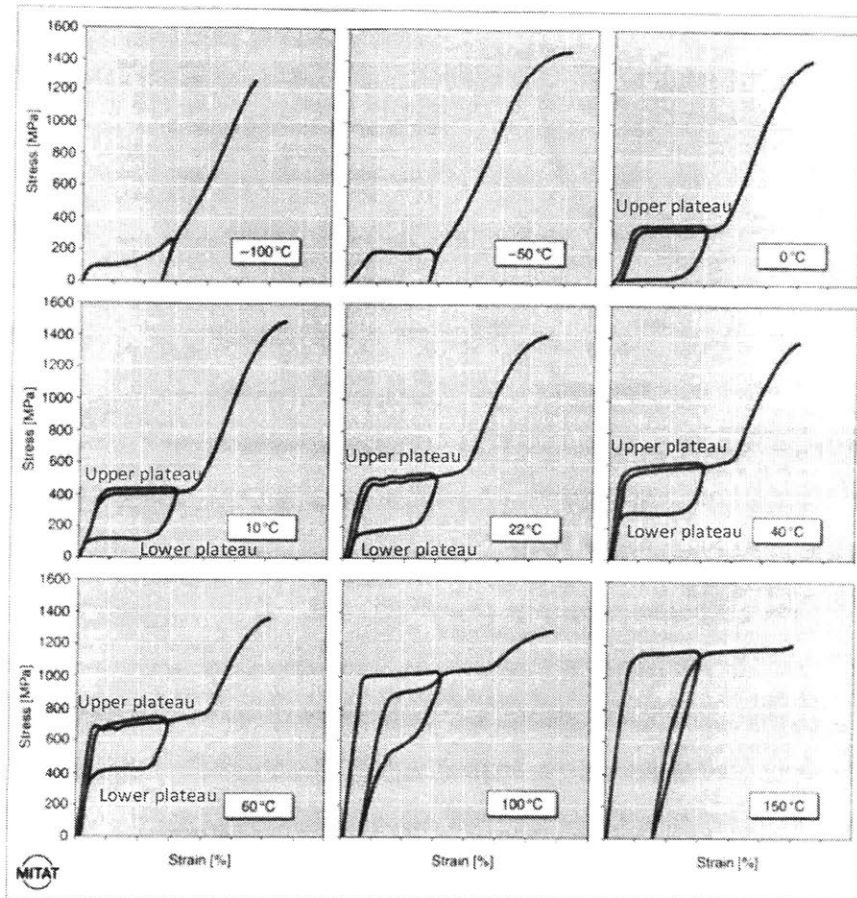 1600
1400
1200
1000
800
600
400
200
0
Stress [MPa]
−100°C
−50°C
Upper plateau
0°C
1600
1400
1200
1000
800
600
400
200
0
Stress [MPa]
Upper plateau
10°C
Lower plateau
Upper plateau
22°C
Lower plateau
Upper plateau
40°C
Lower plateau
1600
1400
1200
1000
800
600
400
200
0
Stress [MPa]
Upper plateau
Lower plateau
60°C
100°C
150°C
Strain [%]
Strain [%]
Strain [%]
MITAT